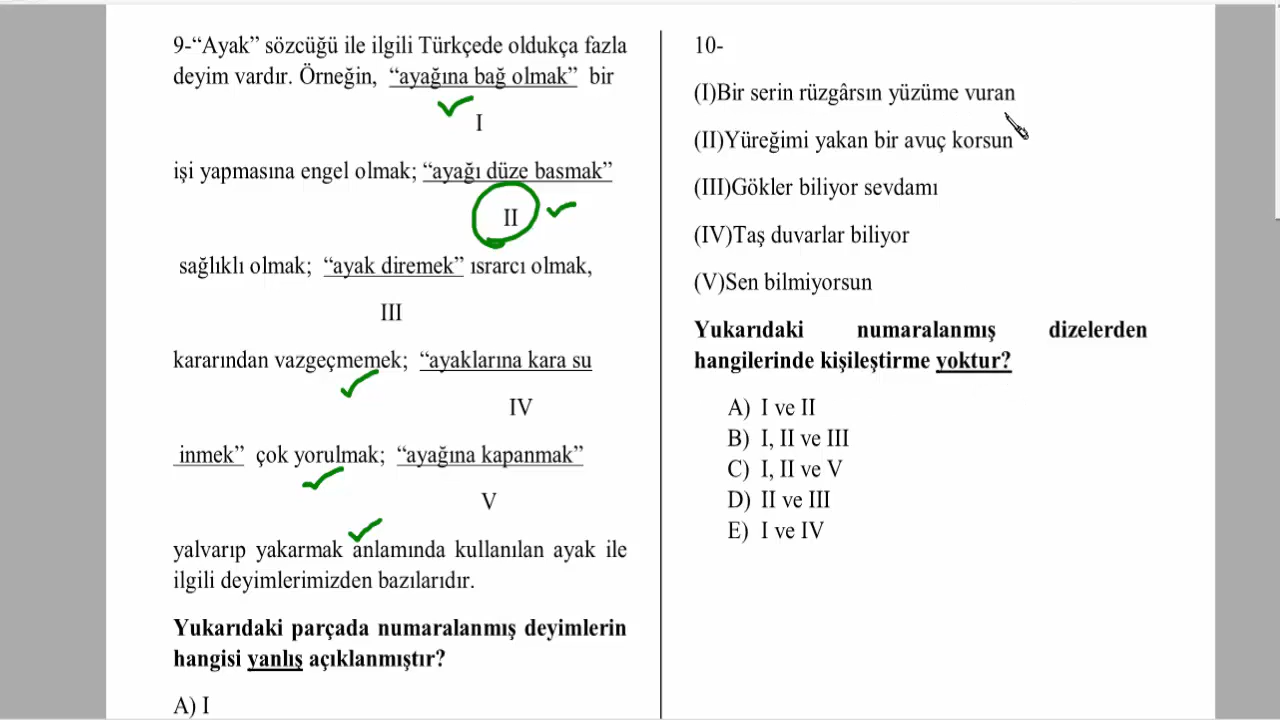 9-“Ayak” sözcüğü ile ilgili Türkçede oldukça fazla
deyim vardır. Örneğin, “ayağına bağ olmak” bir
I
işi yapmasına engel olmak; “ayağı düze basmak”
II
sağlıklı olmak; “ayak diremek” ısrarcı olmak,
III
kararından vazgeçmemek; “ayaklarına kara su
IV
inmek” çok yorulmak; “ayağına kapanmak”
V
yalvarıp yakarmak anlamında kullanılan ayak ile
ilgili deyimlerimizden bazılarıdır.
Yukarıdaki parçada numaralanmış deyimlerin
hangisi yanlış açıklanmıştır?
A) I
10-
(I)Bir serin rüzgârsın yüzüme vuran
(II)Yüreğimi yakan bir avuç korsun
(III)Gökler biliyor sevdamı
(IV)Taş duvarlar biliyor
(V)Sen bilmiyorsun
Yukarıdaki numaralanmış dizelerden
hangilerinde kişileştirme yoktur?
A) I ve II
B) I, II ve III
C) I, II ve V
D) II ve III
E) I ve IV